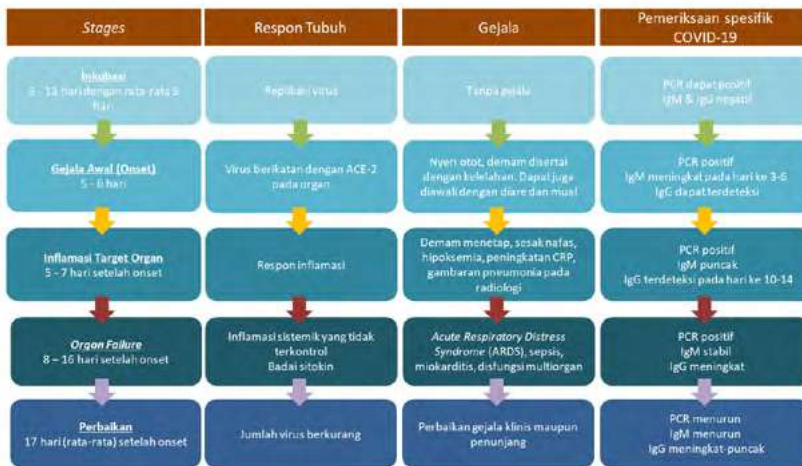 Stages
Respon Tubuh
Gejala
Pemeriksaan spesifik
COVID-19
Inkubasi
hari dengan rata-rata 5
hari
Replikasi virus
Tanpa gejala
PCR dapat positif
IgM & IgG negatif
Gejala Awal (Onset)
5 - 6 hari
Virus berikatan dengan ACE-2
pada organ
Nyeri otot, demam disertai
dengan kelelahan. Dapat juga
diawali dengan diare dan mual
PCR positif
IgM meningkat pada hari ke 3-6
IgG dapat terdeteksi
Inflamasi Target Organ
5 - 7 hari setelah onset
Respon inflamasi
Demam menetap, sesak nafas,
hipoksemia, peningkatan CRP,
gambaran pneumonia pada
radiologi
PCR positif
IgM puncak
IgG terdeteksi pada hari ke 10-14
Organ Failure
8 – 16 hari setelah onset
Inflamasi sistemik yang tidak
terkontrol
Badai sitokin
Acute Respiratory Distress
Syndrome (ARDS), sepsis,
miokarditis, disfungsi multiorgan
PCR positif
IgM stabil
IgG meningkat
Perbaikan
17 hari (rata-rata) setelah onset
Jumlah virus berkurang
Perbaikan gejala klinis maupun
penunjang
PCR menurun
IgM menurun
IgG meningkat-puncak